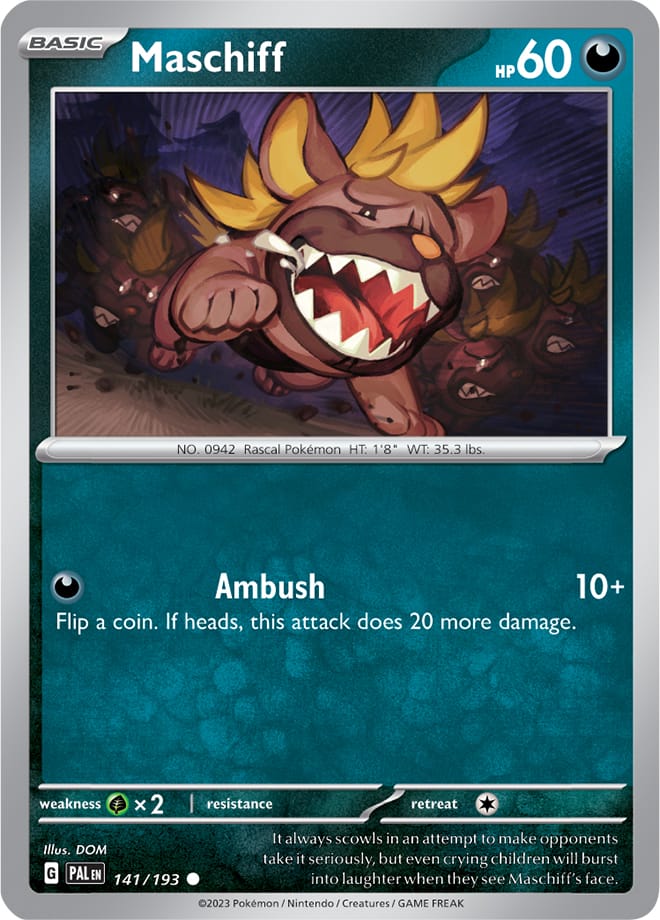 BASIC
Maschiff
HP 60
NO. 0942 Rascal Pokémon HT: 1'8" WT: 35.3 lbs.
Ambush 10+
Flip a coin. If heads, this attack does 20 more damage.
weakness ×2 resistance retreat
Illus. DOM
It always scowls in an attempt to make opponents
take it seriously, but even crying children will burst
into laughter when they see Maschiff's face.
G PAL EN 141/193
©2023 Pokémon / Nintendo / Creatures / GAME FREAK